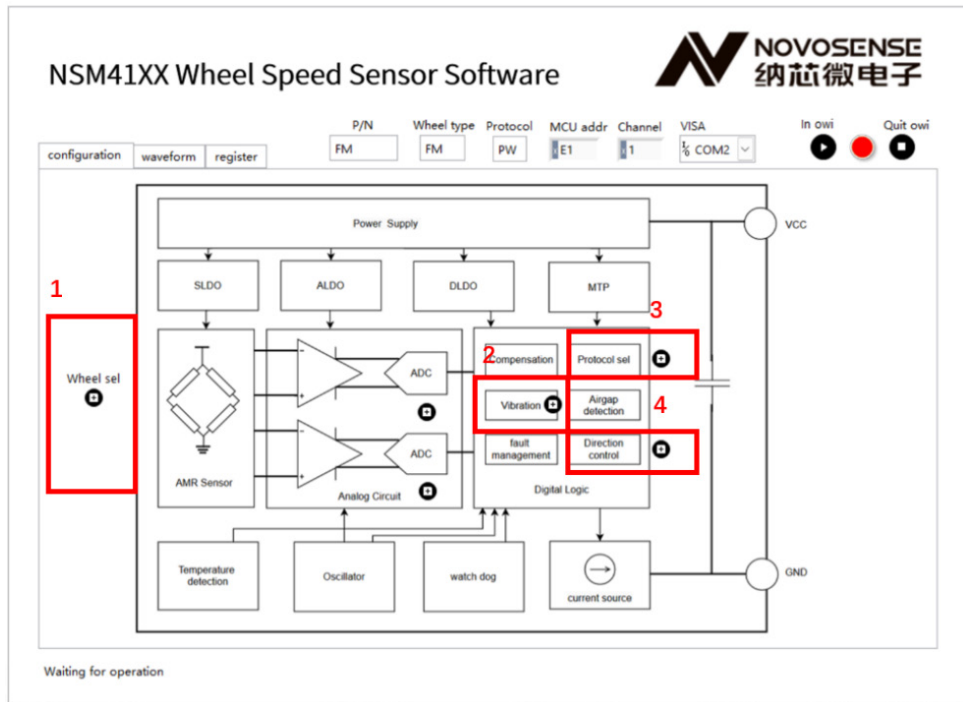 NOVOSENSE
纳芯微电子
NSM41XX Wheel Speed Sensor Software
P/N
Wheel type
Protocol
MCU addr
Channel
VISA
In owi
Quit owi
FM
FM
PW
E1
1
COM2
configuration
waveform
register
Power Supply
VCC
SLDO
ALDO
DLDO
MTP
1
3
2
Wheel sel
ADC
Compensation
Protocol sel
Vibration
Airgap
detection
4
ADC
fault
management
Direction
control
AMR Sensor
Analog Circuit
Digital Logic
Temperature
detection
Oscillator
watch dog
current source
GND
Waiting for operation